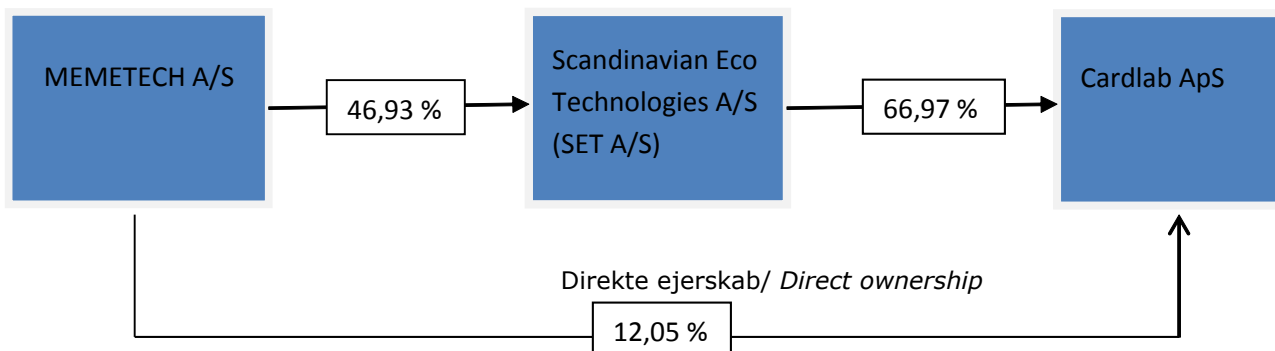 MEMETECH A/S
46,93 %
Scandinavian Eco
Technologies A/S
(SET A/S)
66,97 %
Cardlab ApS
Direkte ejerskab/ Direct ownership
12,05 %